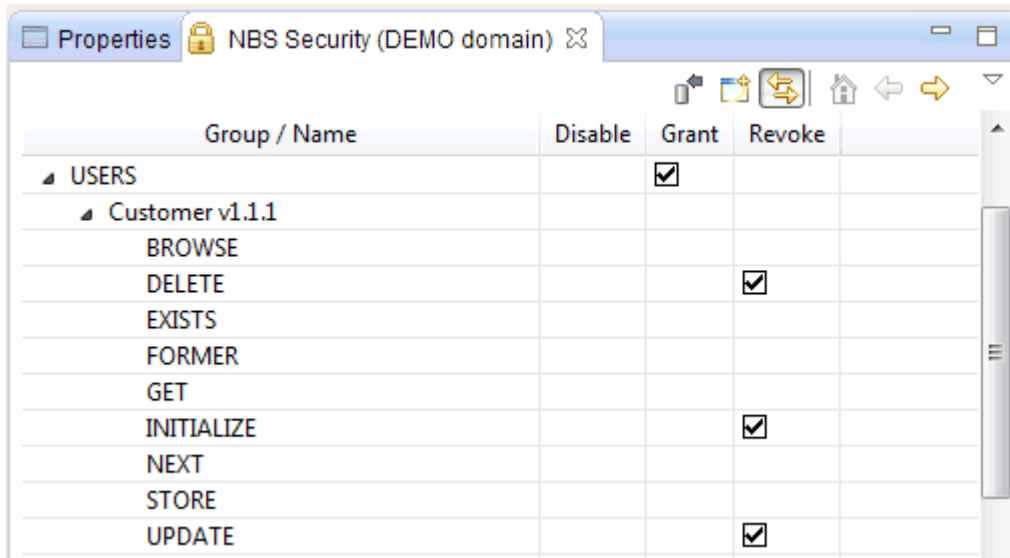 Properties NBS Security (DEMO domain)
Group / Name Disable Grant Revoke
USERS
Customer v1.1.1
BROWSE
DELETE
EXISTS
FORMER
GET
INITIALIZE
NEXT
STORE
UPDATE